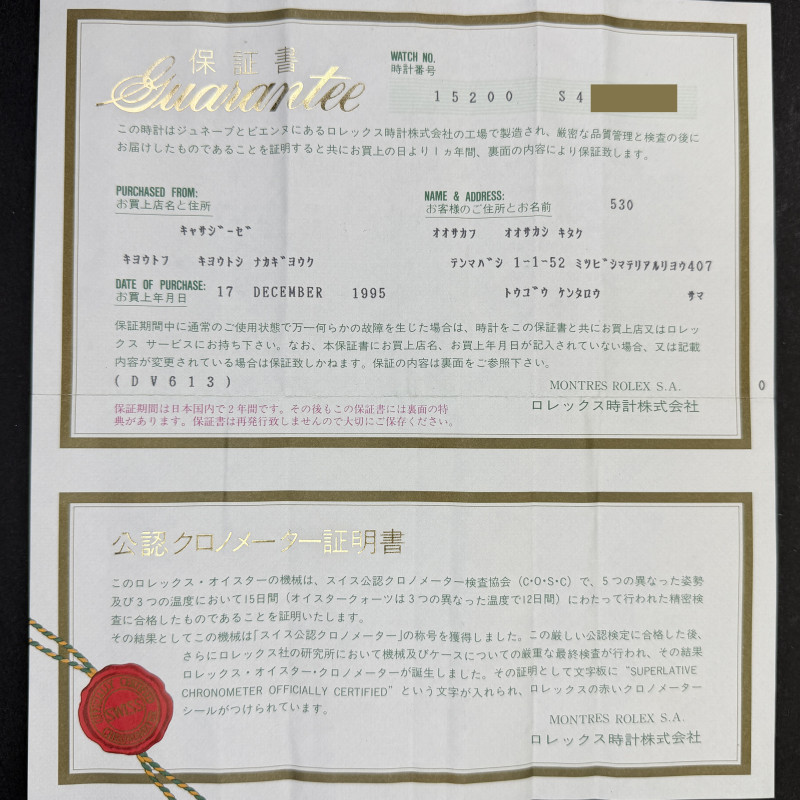 保証書
Guarantee
WATCH NO.
時計番号
15200 S4
この時計はジュネーブとビエンヌにあるロレックス時計株式会社の工場で製造され、厳密な品質管理と検査の後に
お届けしたものであることを証明すると共にお買上の日より1ヵ年間、裏面の内容により保証致します。
PURCHASED FROM:
お買上店名と住所
キヤサジーゼ
キヨウトフ キヨウトシ ナカギヨウク
NAME & ADDRESS:
お客様のご住所とお名前
530
オオサカフ オオサカシ キタク
テンマバシ 1-1-52 ミツビシマテリアルリヨウ407
トウゴウ ケンタロウ サマ
DATE OF PURCHASE:
お買上年月日
17 DECEMBER 1995
保証期間中に通常のご使用状態で万一何らかの故障を生じた場合は、時計をこの保証書と共にお買上店又はロレッ
クス サービスにお持ち下さい。なお、本保証書にお買上店名、お買上年月日が記入されていない場合、又は記載
内容が変更されている場合は保証致しかねます。保証の内容は裏面をご参照下さい。
(DV613)
MONTRES ROLEX S.A.
ロレックス時計株式会社
0
保証期間は日本国内で2年間です。その後もこの保証書には裏面の特
典があります。保証書は再発行致しませんので大切にご保存ください。
公認クロノメーター証明書
このロレックス・オイスターの機械は、スイス公認クロノメーター検査協会(C·O·S·C)で、5つの異なった姿勢
及び3つの温度において15日間(オイスタークォーツは3つの異なった温度で12日間)にわたって行われた精密検
査に合格したものであることを証明いたします。
その結果としてこの機械は「スイス公認クロノメーター」の称号を獲得しました。この厳しい公認検定に合格した後、
さらにロレックス社の研究所において機械及びケースについての厳重な最終検査が行われ、その結果
ロレックス・オイスター・クロノメーターが誕生しました。その証明として文字板に "SUPERLATIVE
CHRONOMETER OFFICIALLY CERTIFIED" という文字が入れられ、ロレックスの赤いクロノメーター
シールがつけられています。
MONTRES ROLEX S.A.
ロレックス時計株式会社